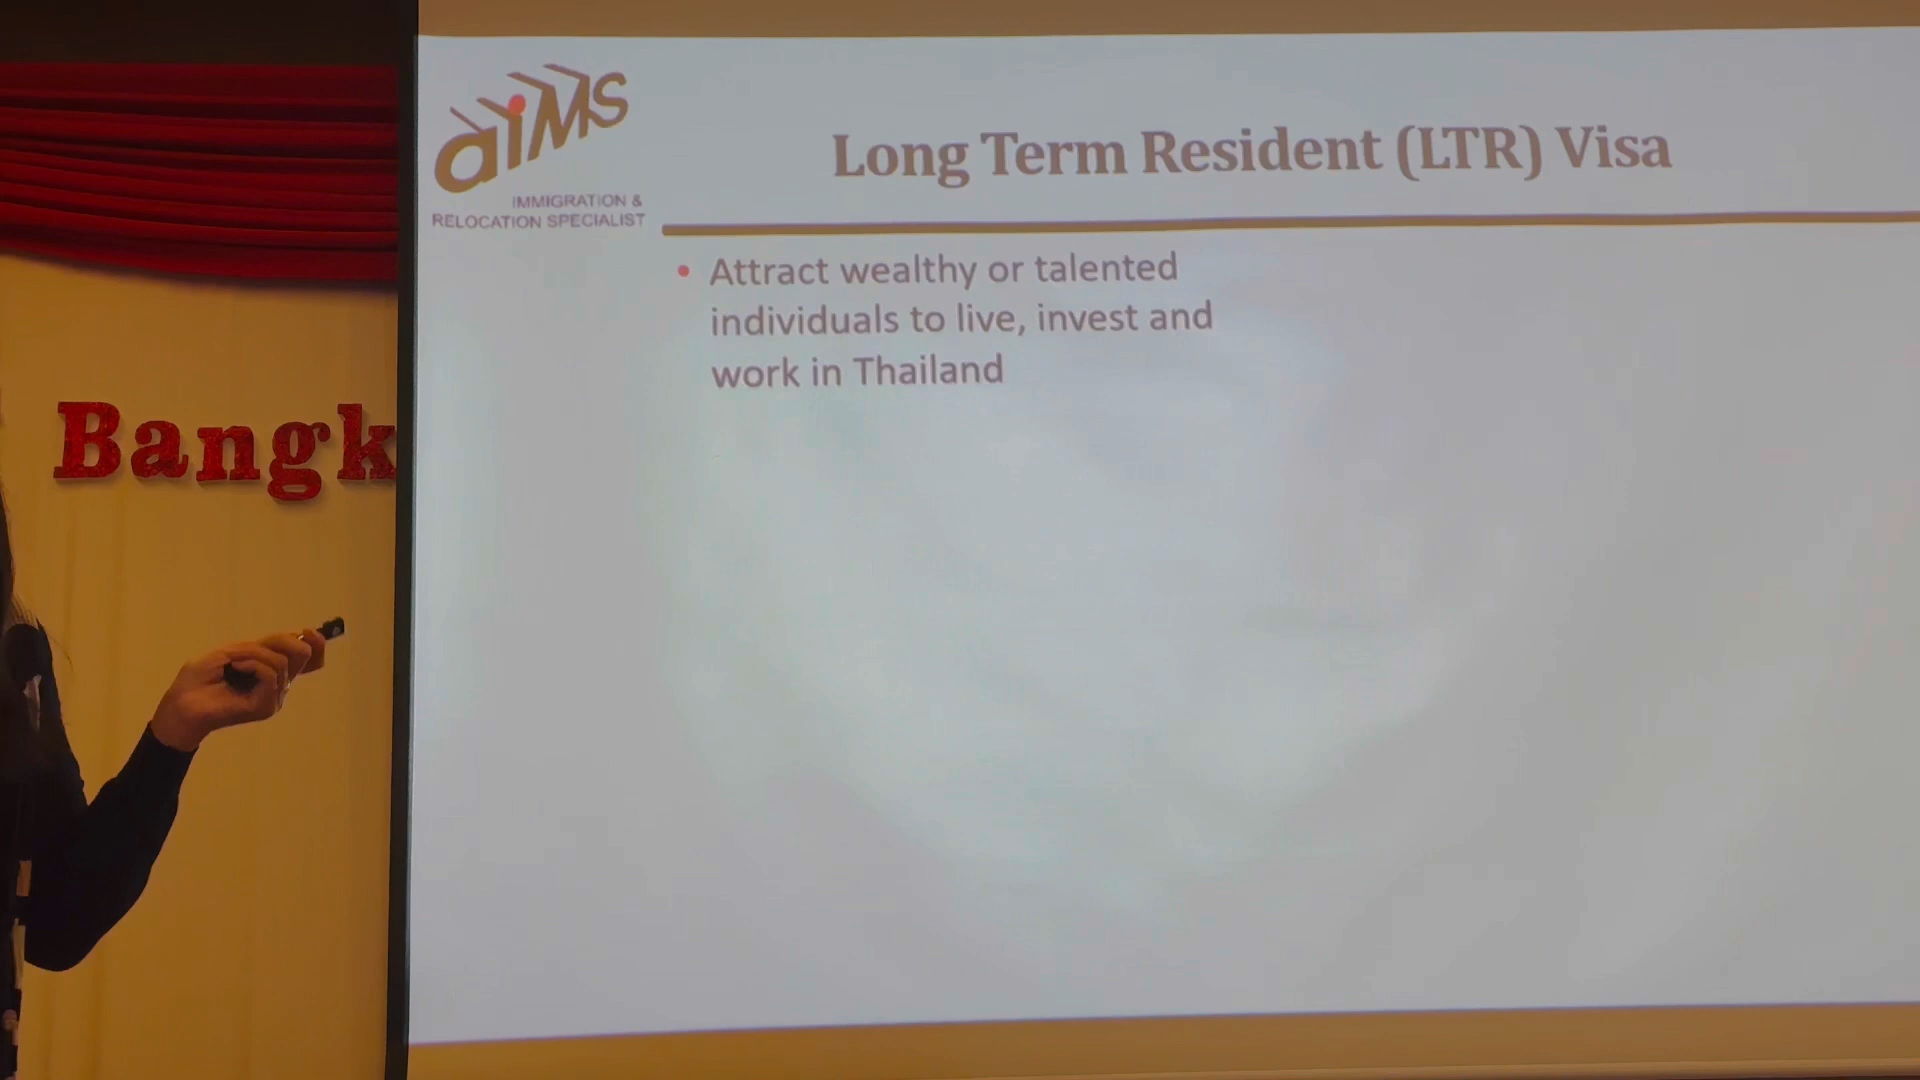 aiMS
IMMIGRATION &
RELOCATION SPECIALIST
Long Term Resident (LTR) Visa
• Attract wealthy or talented
individuals to live, invest and
work in Thailand
Bangk